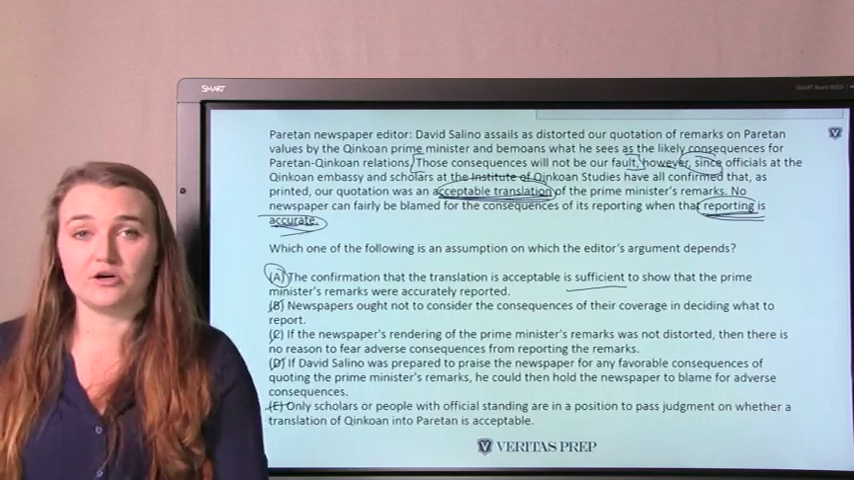 SMART
Paretan newspaper editor: David Salino assails as distorted our quotation of remarks on Paretan
values by the Qinkoan prime minister and bemoans what he sees as the likely consequences for
Paretan-Qinkoan relations. Those consequences will not be our fault, however, since officials at the
Qinkoan embassy and scholars at the Institute of Qinkoan Studies have all confirmed that, as
printed, our quotation was an acceptable translation of the prime minister's remarks. No
newspaper can fairly be blamed for the consequences of its reporting when that reporting is
accurate.
Which one of the following is an assumption on which the editor's argument depends?
(A) The confirmation that the translation is acceptable is sufficient to show that the prime
minister's remarks were accurately reported.
(B) Newspapers ought not to consider the consequences of their coverage in deciding what to
report.
(C) If the newspaper's rendering of the prime minister's remarks was not distorted, then there is
no reason to fear adverse consequences from reporting the remarks.
(D) If David Salino was prepared to praise the newspaper for any favorable consequences of
quoting the prime minister's remarks, he could then hold the newspaper to blame for adverse
consequences.
(E) Only scholars or people with official standing are in a position to pass judgment on whether a
translation of Qinkoan into Paretan is acceptable.
VERITAS PREP